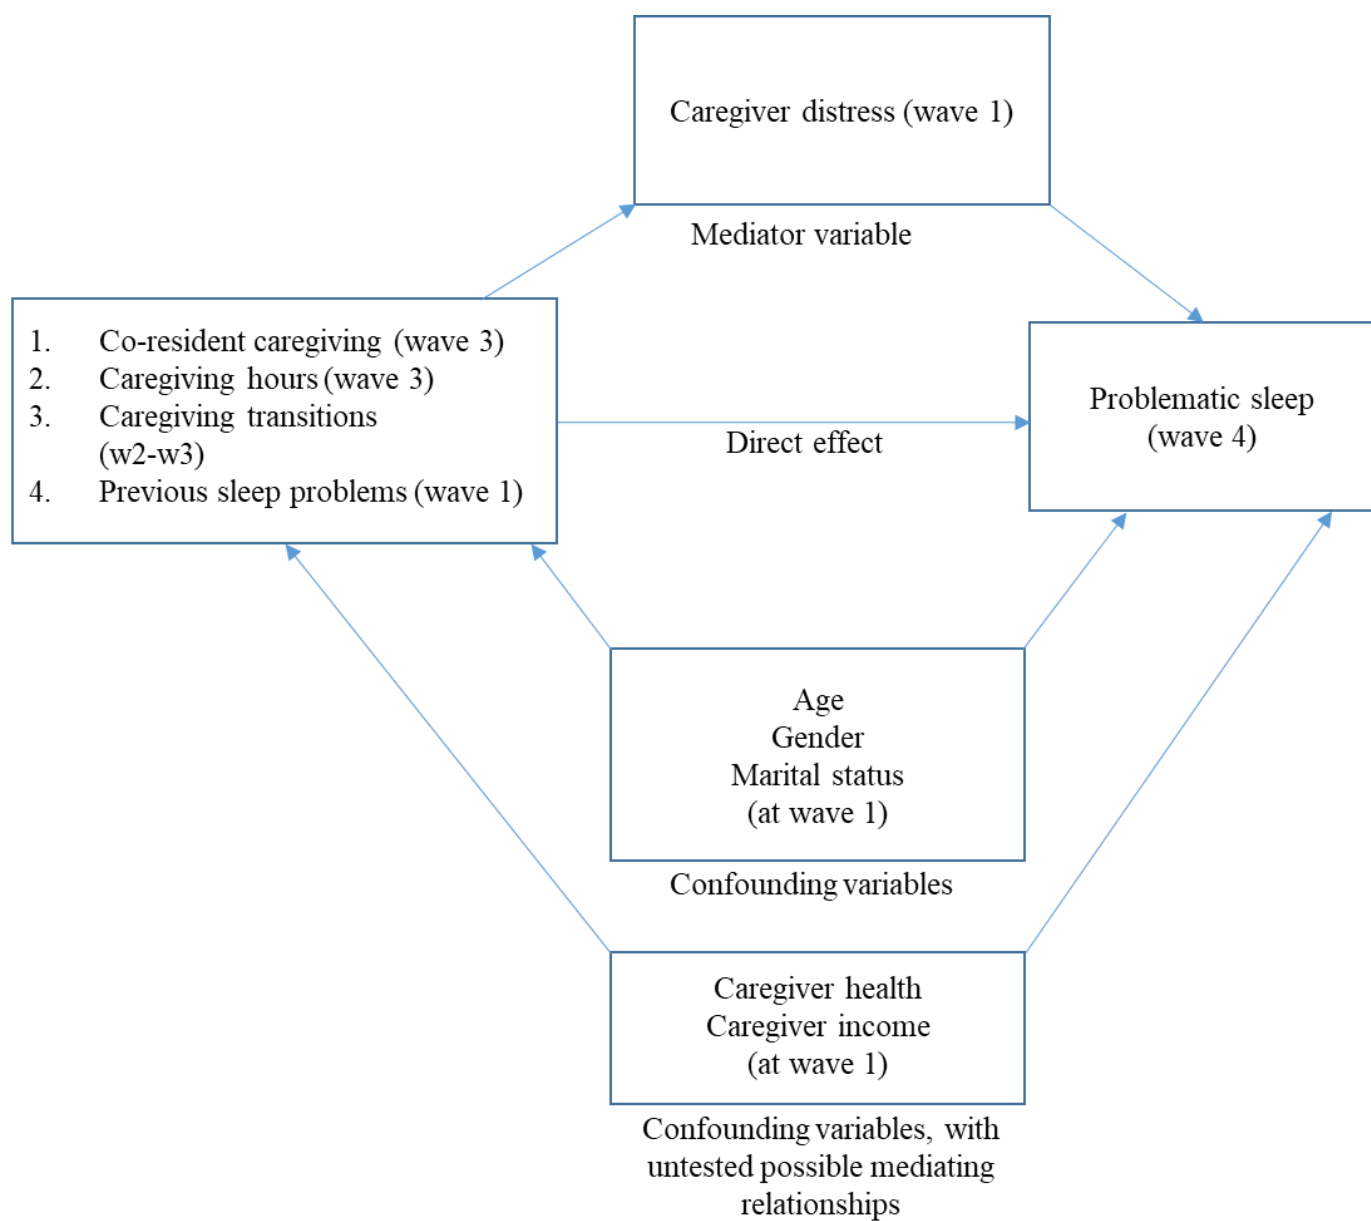 Caregiver distress (wave 1)
Mediator variable
1. Co-resident caregiving (wave 3)
2. Caregiving hours (wave 3)
3. Caregiving transitions
(w2-w3)
4. Previous sleep problems (wave 1)
Direct effect
Problematic sleep
(wave 4)
Age
Gender
Marital status
(at wave 1)
Confounding variables
Caregiver health
Caregiver income
(at wave 1)
Confounding variables, with
untested possible mediating
relationships